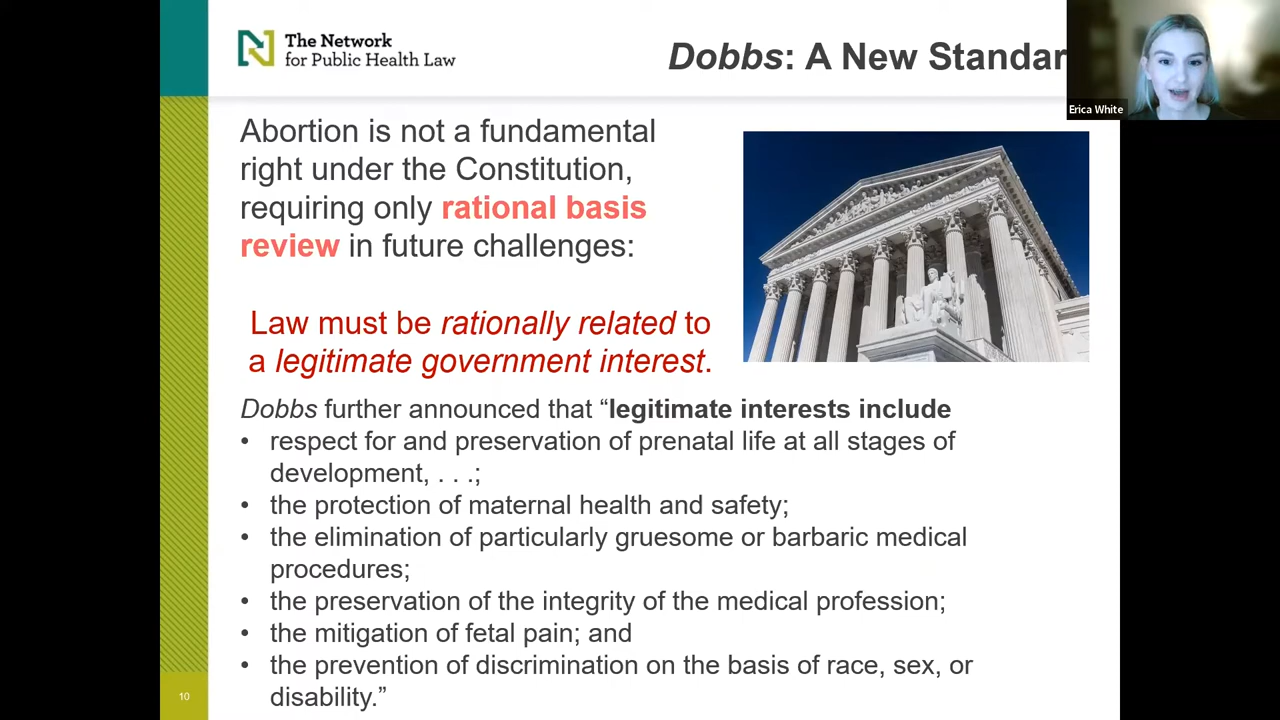 The Network
for Public Health Law
Dobbs: A New Standar
Erica White
Abortion is not a fundamental
right under the Constitution,
requiring only rational basis
review in future challenges:
Law must be rationally related to
a legitimate government interest.
Dobbs further announced that “legitimate interests include
• respect for and preservation of prenatal life at all stages of
development, . . .;
• the protection of maternal health and safety;
• the elimination of particularly gruesome or barbaric medical
procedures;
• the preservation of the integrity of the medical profession;
• the mitigation of fetal pain; and
• the prevention of discrimination on the basis of race, sex, or
disability.”
10